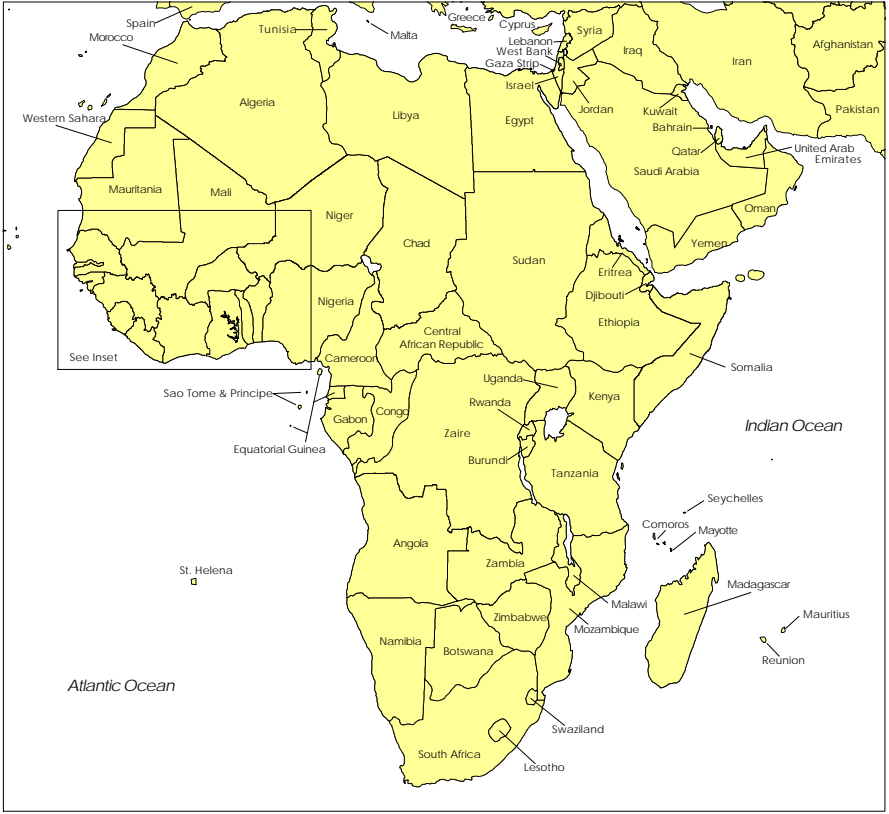 Spain
Greece
Cyprus
Tunisia
Malta
Syria
Morocco
Lebanon
Afghanistan
West Bank
Iraq
Gaza Strip
Iran
Israel
Algeria
Jordan
Kuwait
Pakistan
Libya
Egypt
Western Sahara
Bahrain
Qatar
United Arab
Emirates
Saudi Arabia
Mauritania
Mali
Niger
Oman
Chad
Yemen
Sudan
Eritrea
Nigeria
Djibouti
Ethiopia
Central
African Republic
See Inset
Cameroon
Somalia
Uganda
Sao Tome & Principe
Kenya
Rwanda
Congo
Gabon
Indian Ocean
Zaire
Equatorial Guinea
Burundi
Tanzania
Seychelles
Comoros
Mayotte
Angola
Zambia
St. Helena
Madagascar
Malawi
Zimbabwe
Mauritius
Mozambique
Namibia
Botswana
Reunion
Atlantic Ocean
Swaziland
South Africa
Lesotho